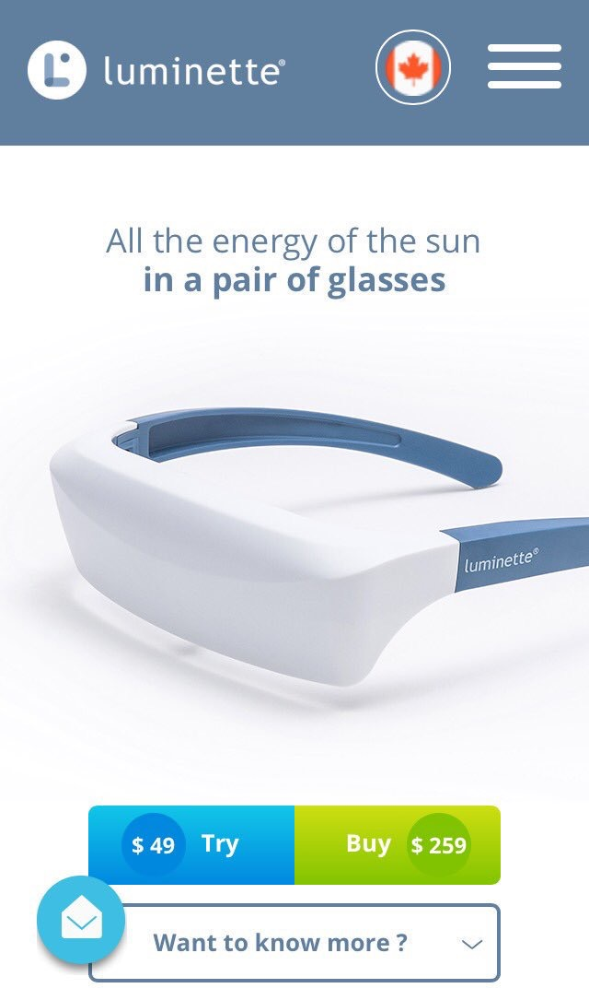 luminette®
All the energy of the sun
in a pair of glasses
luminette®
$ 49 Try
Buy $ 259
Want to know more ?